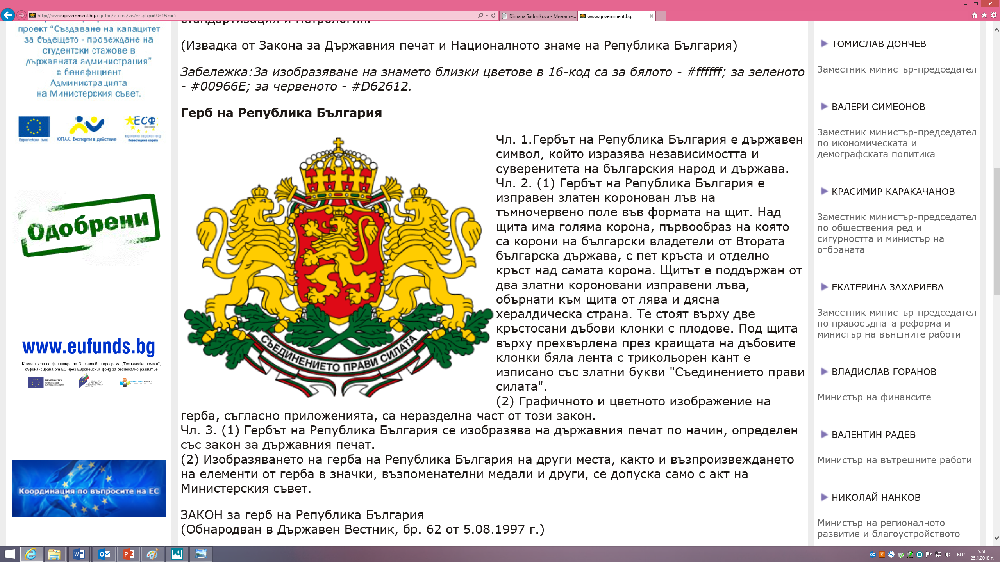 http://www.government.bg/cgi-bin/e-cms/vis/vis.pl?p=0034&n=5
Dimana Sadonkova - Министе...
www.government.bg.
проект "Създаване на капацитет
за бъдещето - провеждане на
студентски стажове в
държавната администрация"
с бенефициент
Администрацията
на Министерския съвет.
Европейски съюз
ОПАК. Експерти в действие
ЕСФ
Одобрени
www.eufunds.bg
Кампанията се финансира по Оперативна програма „Техническа помощ",
съфинансирана от ЕС чрез Европейския фонд за регионално развитие
ЕВРОПЕЙСКИ СЪЮЗ
ТЕХНИЧЕСКА ПОМОЩ
Координация по въпросите на ЕС
стандартизация и метрология.
(Извадка от Закона за Държавния печат и Националното знаме на Република България)
Забележка:За изобразяване на знамето близки цветове в 16-код са за бялото - #ffffff; за зеленото
- #00966E; за червеното - #D62612.
Герб на Република България
СЪЕДИНЕНИЕТО ПРАВИ СИЛАТА
Чл. 1.Гербът на Република България е държавен
символ, който изразява независимостта и
суверенитета на българския народ и държава.
Чл. 2. (1) Гербът на Република България е
изправен златен коронован лъв на
тъмночервено поле във формата на щит. Над
щита има голяма корона, първообраз на която
са корони на български владетели от Втората
българска държава, с пет кръста и отделно
кръст над самата корона. Щитът е поддържан от
два златни короновани изправени лъва,
обърнати към щита от лява и дясна
хералдическа страна. Те стоят върху две
кръстосани дъбови клонки с плодове. Под щита
върху прехвърлена през краищата на дъбовите
клонки бяла лента с трикольорен кант е
изписано със златни букви "Съединението прави
силата".
(2) Графичното и цветното изображение на
герба, съгласно приложенията, са неразделна част от този закон.
Чл. 3. (1) Гербът на Република България се изобразява на държавния печат по начин, определен
със закон за държавния печат.
(2) Изобразяването на герба на Република България на други места, както и възпроизвеждането
на елементи от герба в значки, възпоменателни медали и други, се допуска само с акт на
Министерския съвет.
ЗАКОН за герб на Република България
(Обнародван в Държавен Вестник, бр. 62 от 5.08.1997 г.)
ТОМИСЛАВ ДОНЧЕВ
Заместник министър-председател
ВАЛЕРИ СИМЕОНОВ
Заместник министър-председател
по икономическата и
демографската политика
КРАСИМИР КАРАКАЧАНОВ
Заместник министър-председател
по обществения ред и
сигурността и министър на
отбраната
ЕКАТЕРИНА ЗАХАРИЕВА
Заместник министър-председател
по правосъдната реформа и
министър на външните работи
ВЛАДИСЛАВ ГОРАНОВ
Министър на финансите
ВАЛЕНТИН РАДЕВ
Министър на вътрешните работи
НИКОЛАЙ НАНКОВ
Министър на регионалното
развитие и благоустройството
БГР
9:58
25.1.2018 г.